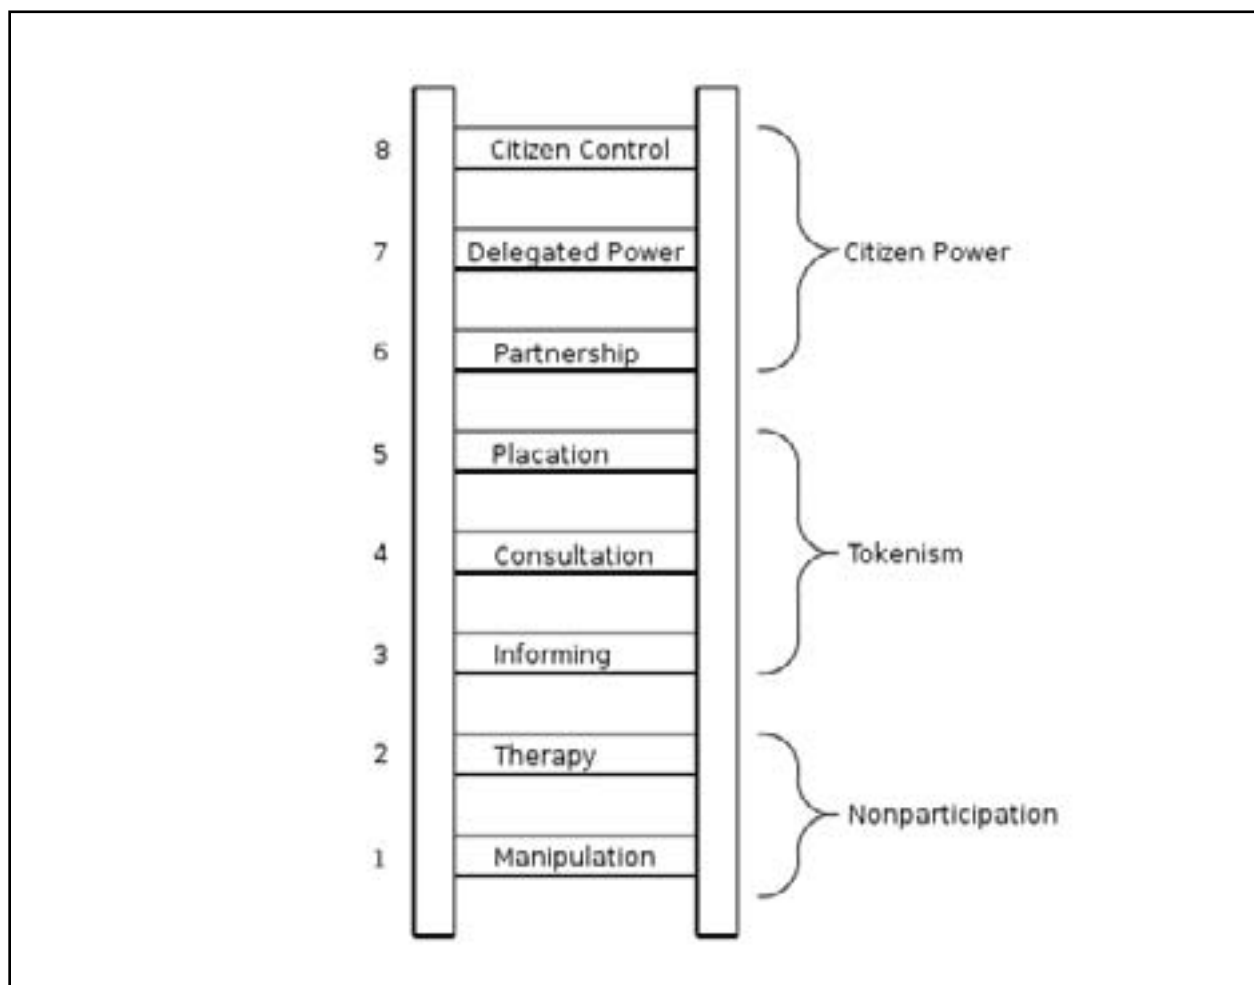 8 Citizen Control
7 Delegated Power
Citizen Power
6 Partnership
5 Placation
4 Consultation
Tokenism
3 Informing
2 Therapy
Nonparticipation
1 Manipulation